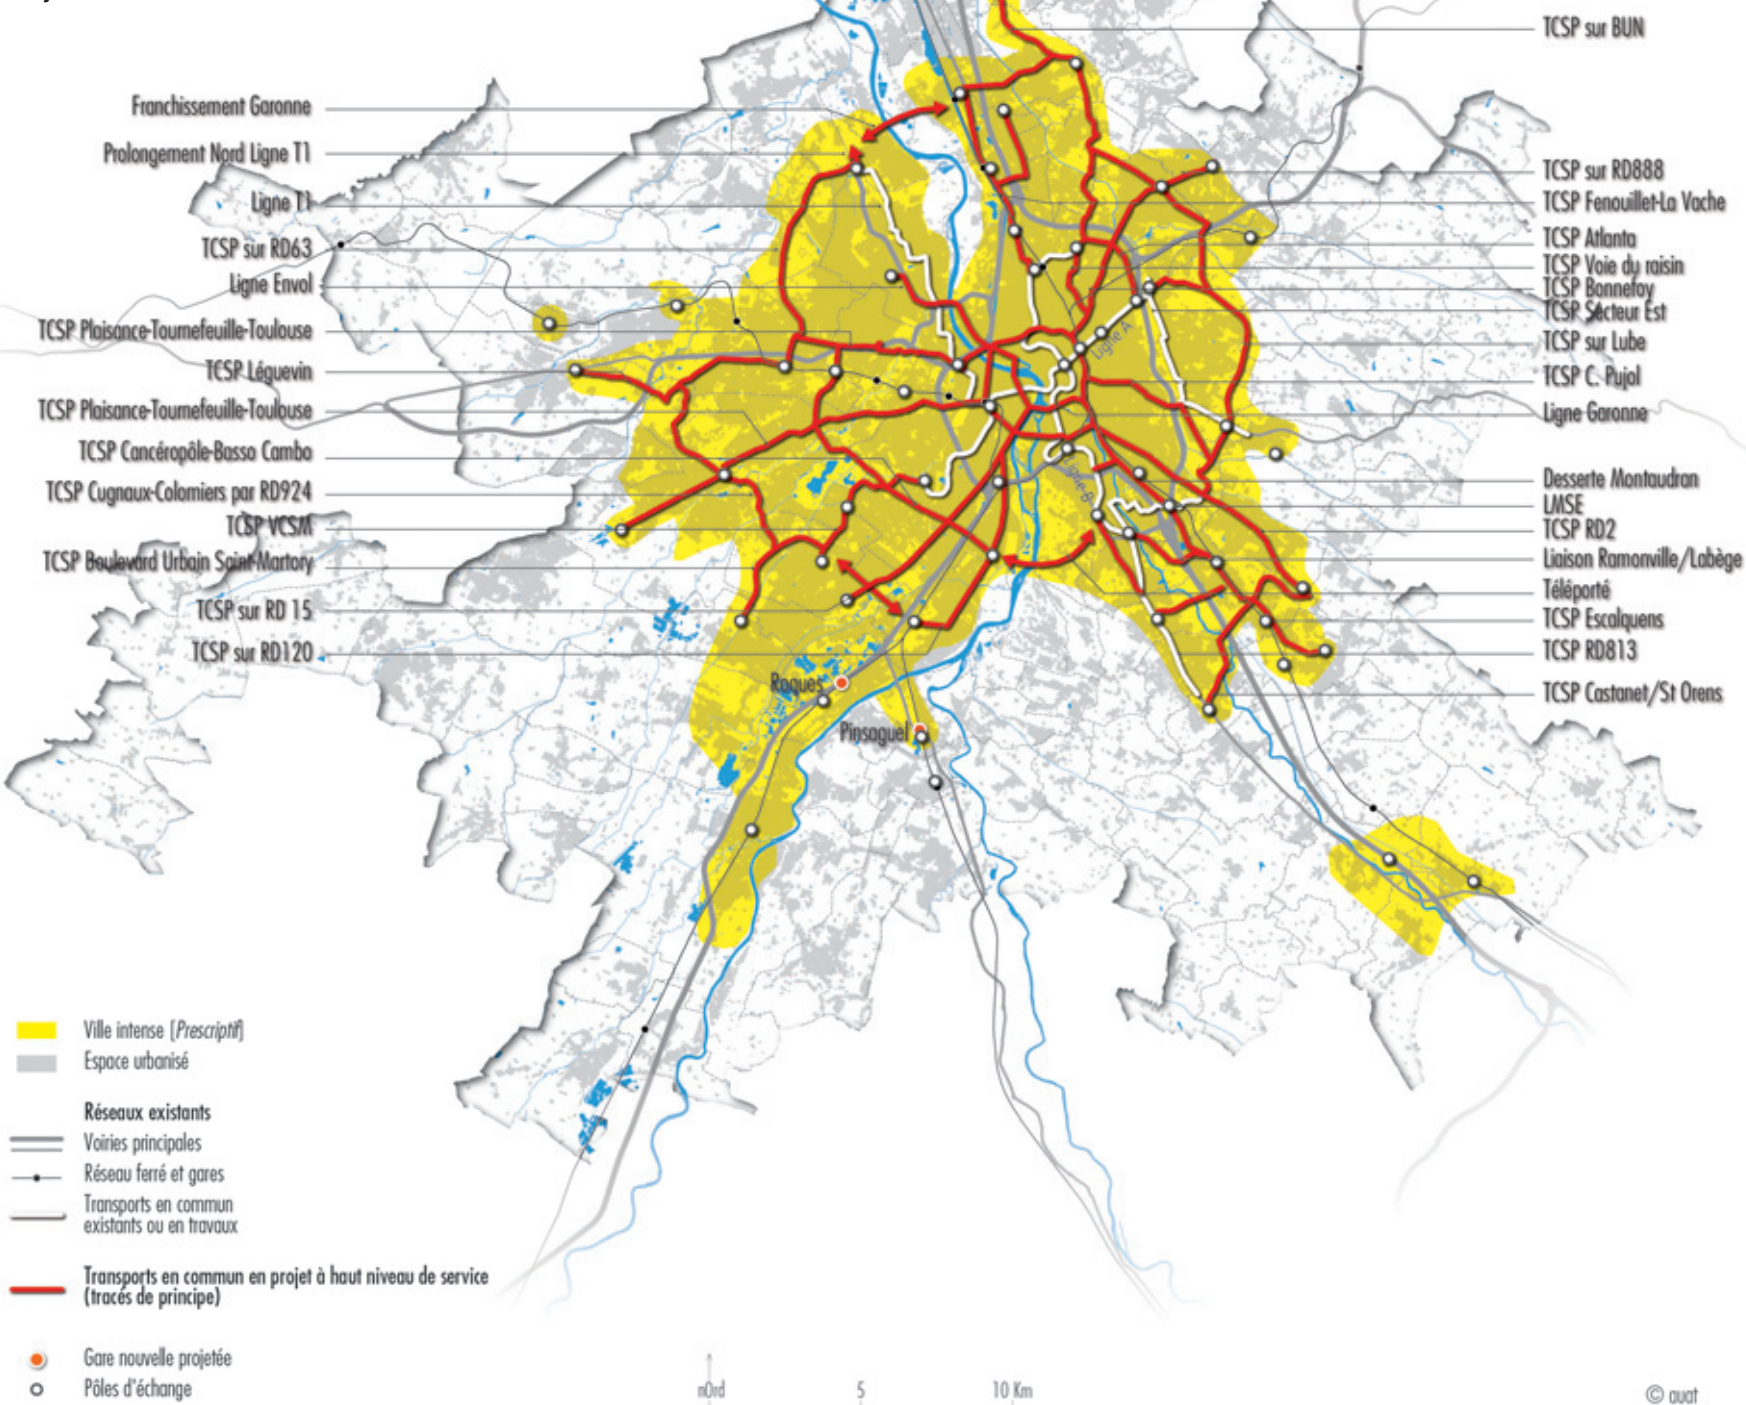 Franchissement Garonne
Prolongement Nord Ligne T1
Ligne T1
TCSP sur RD63
Ligne Envol
TCSP Plaisance-Tournefeuille-Toulouse
TCSP Léguevin
TCSP Plaisance-Tournefeuille-Toulouse
TCSP Cancéropôle-Basso Cambo
TCSP Cugnaux-Colomiers par RD924
TCSP VCSM
TCSP Boulevard Urbain Saint-Martory
TCSP sur RD 15
TCSP sur RD120
TCSP sur BUN
TCSP sur RD888
TCSP Fenouillet-La Vache
TCSP Atlanta
TCSP Voie du raisin
TCSP Bonnefoy
TCSP Secteur Est
TCSP sur Lube
TCSP C. Pujol
Ligne Garonne
Desserte Montaudran
LMSE
TCSP RD2
Liaison Ramonville/Labège
Téléporté
TCSP Escalquens
TCSP RD813
TCSP Castanet/St Orens
Ligne A
Ligne B
Roques
Pinsaguel
Ville intense (Prescriptif)
Espace urbanisé
Réseaux existants
Voiries principales
Réseau ferré et gares
Transports en commun
existants ou en travaux
Transports en commun en projet à haut niveau de service
(tracés de principe)
Gare nouvelle projetée
Pôles d'échange
n0rd 5 10 Km
© auat